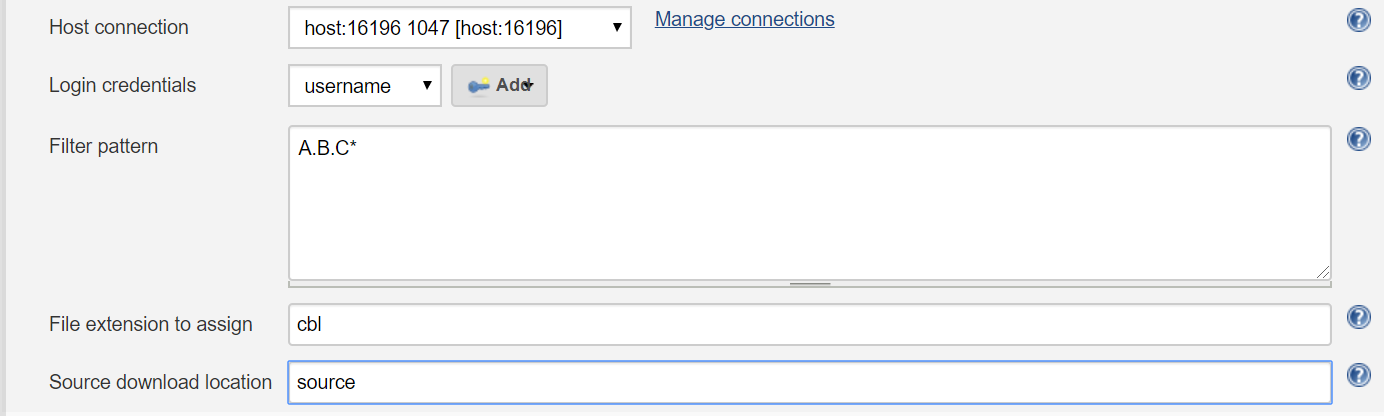 Host connection host:16196 1047 [host:16196] Manage connections
Login credentials username Add
Filter pattern A.B.C*
File extension to assign cbl
Source download location source